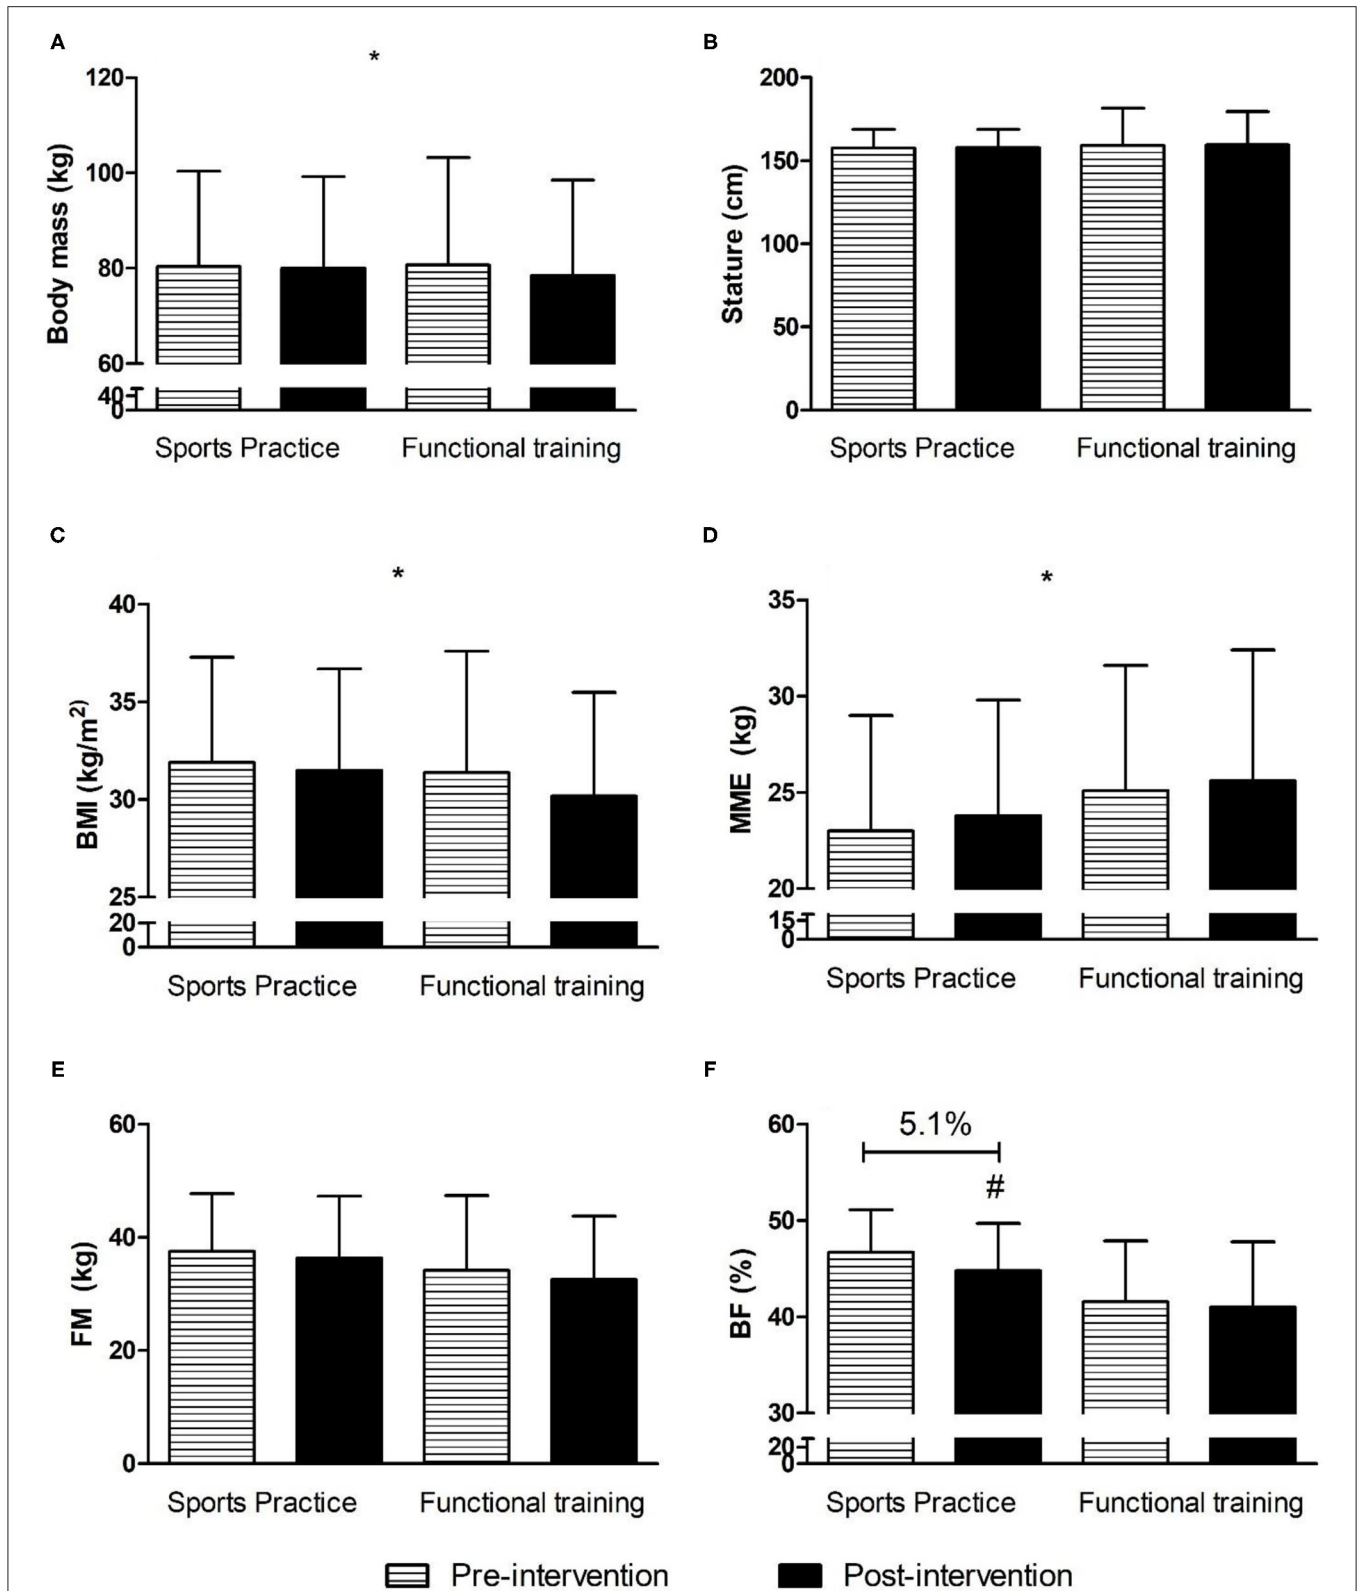 A
*
120
100
80
60
40
0
Body mass (kg)
Sports Practice Functional training
B
200
150
100
50
0
Stature (cm)
Sports Practice Functional training
C
*
40
35
30
25
20
0
BMI (kg/m²)
Sports Practice Functional training
D
*
35
30
25
20
15
0
MME (kg)
Sports Practice Functional training
E
60
40
20
0
FM (kg)
Sports Practice Functional training
F
5.1%
#
60
50
40
30
20
0
BF (%)
Sports Practice Functional training
Pre-intervention Post-intervention